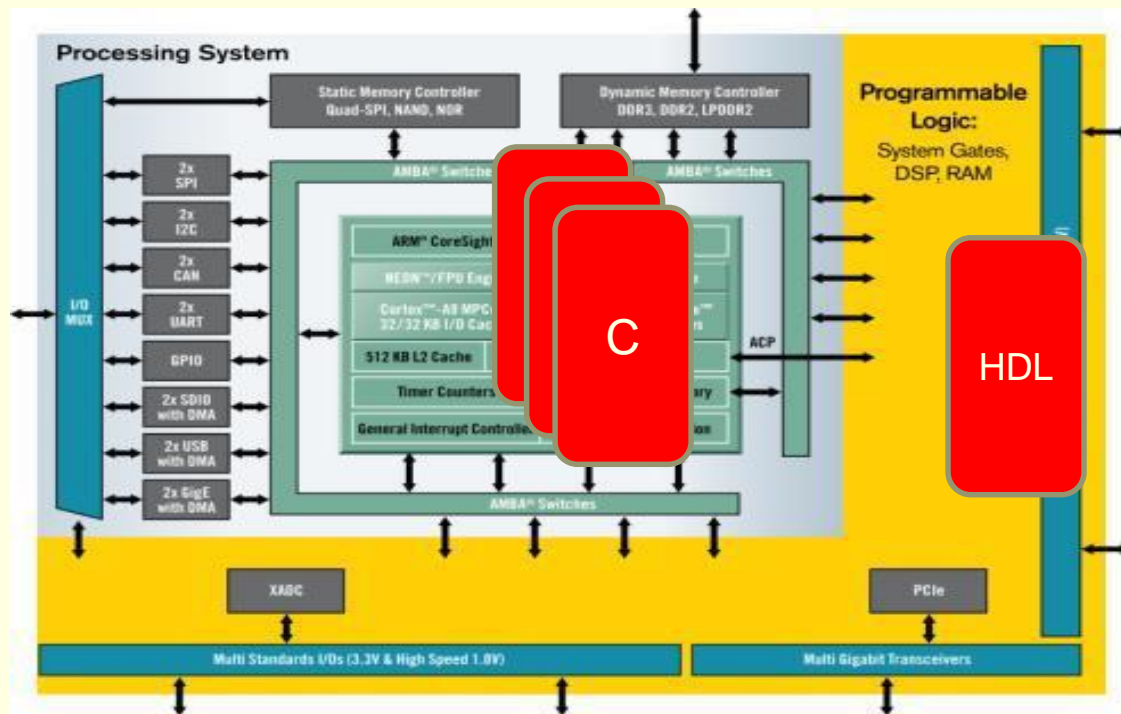 Processing System
Static Memory Controller
Quad-SPI, NAND, NOR
Dynamic Memory Controller
DDR3, DDR2, LPDDR2
Programmable
Logic:
System Gates,
DSP, RAM
AMBA® Switches
AMBA® Switches
2x
SPI
2x
I2C
2x
CAN
2x
UART
GPIO
2x SDIO
with DMA
2x USB
with DMA
2x GigE
with DMA
I/O
MUX
ARM® CoreSight
NEON™/FPU
Cortex™-A9
32/32 KB I/D
512 KB L2 Cache
Timer Counters
General Interrupt Controller
AMBA® Switches
ACP
C
HDL
XADC
PCIe
Multi Standards I/Os (3.3V & High Speed 1.8V)
Multi Gigabit Transceivers